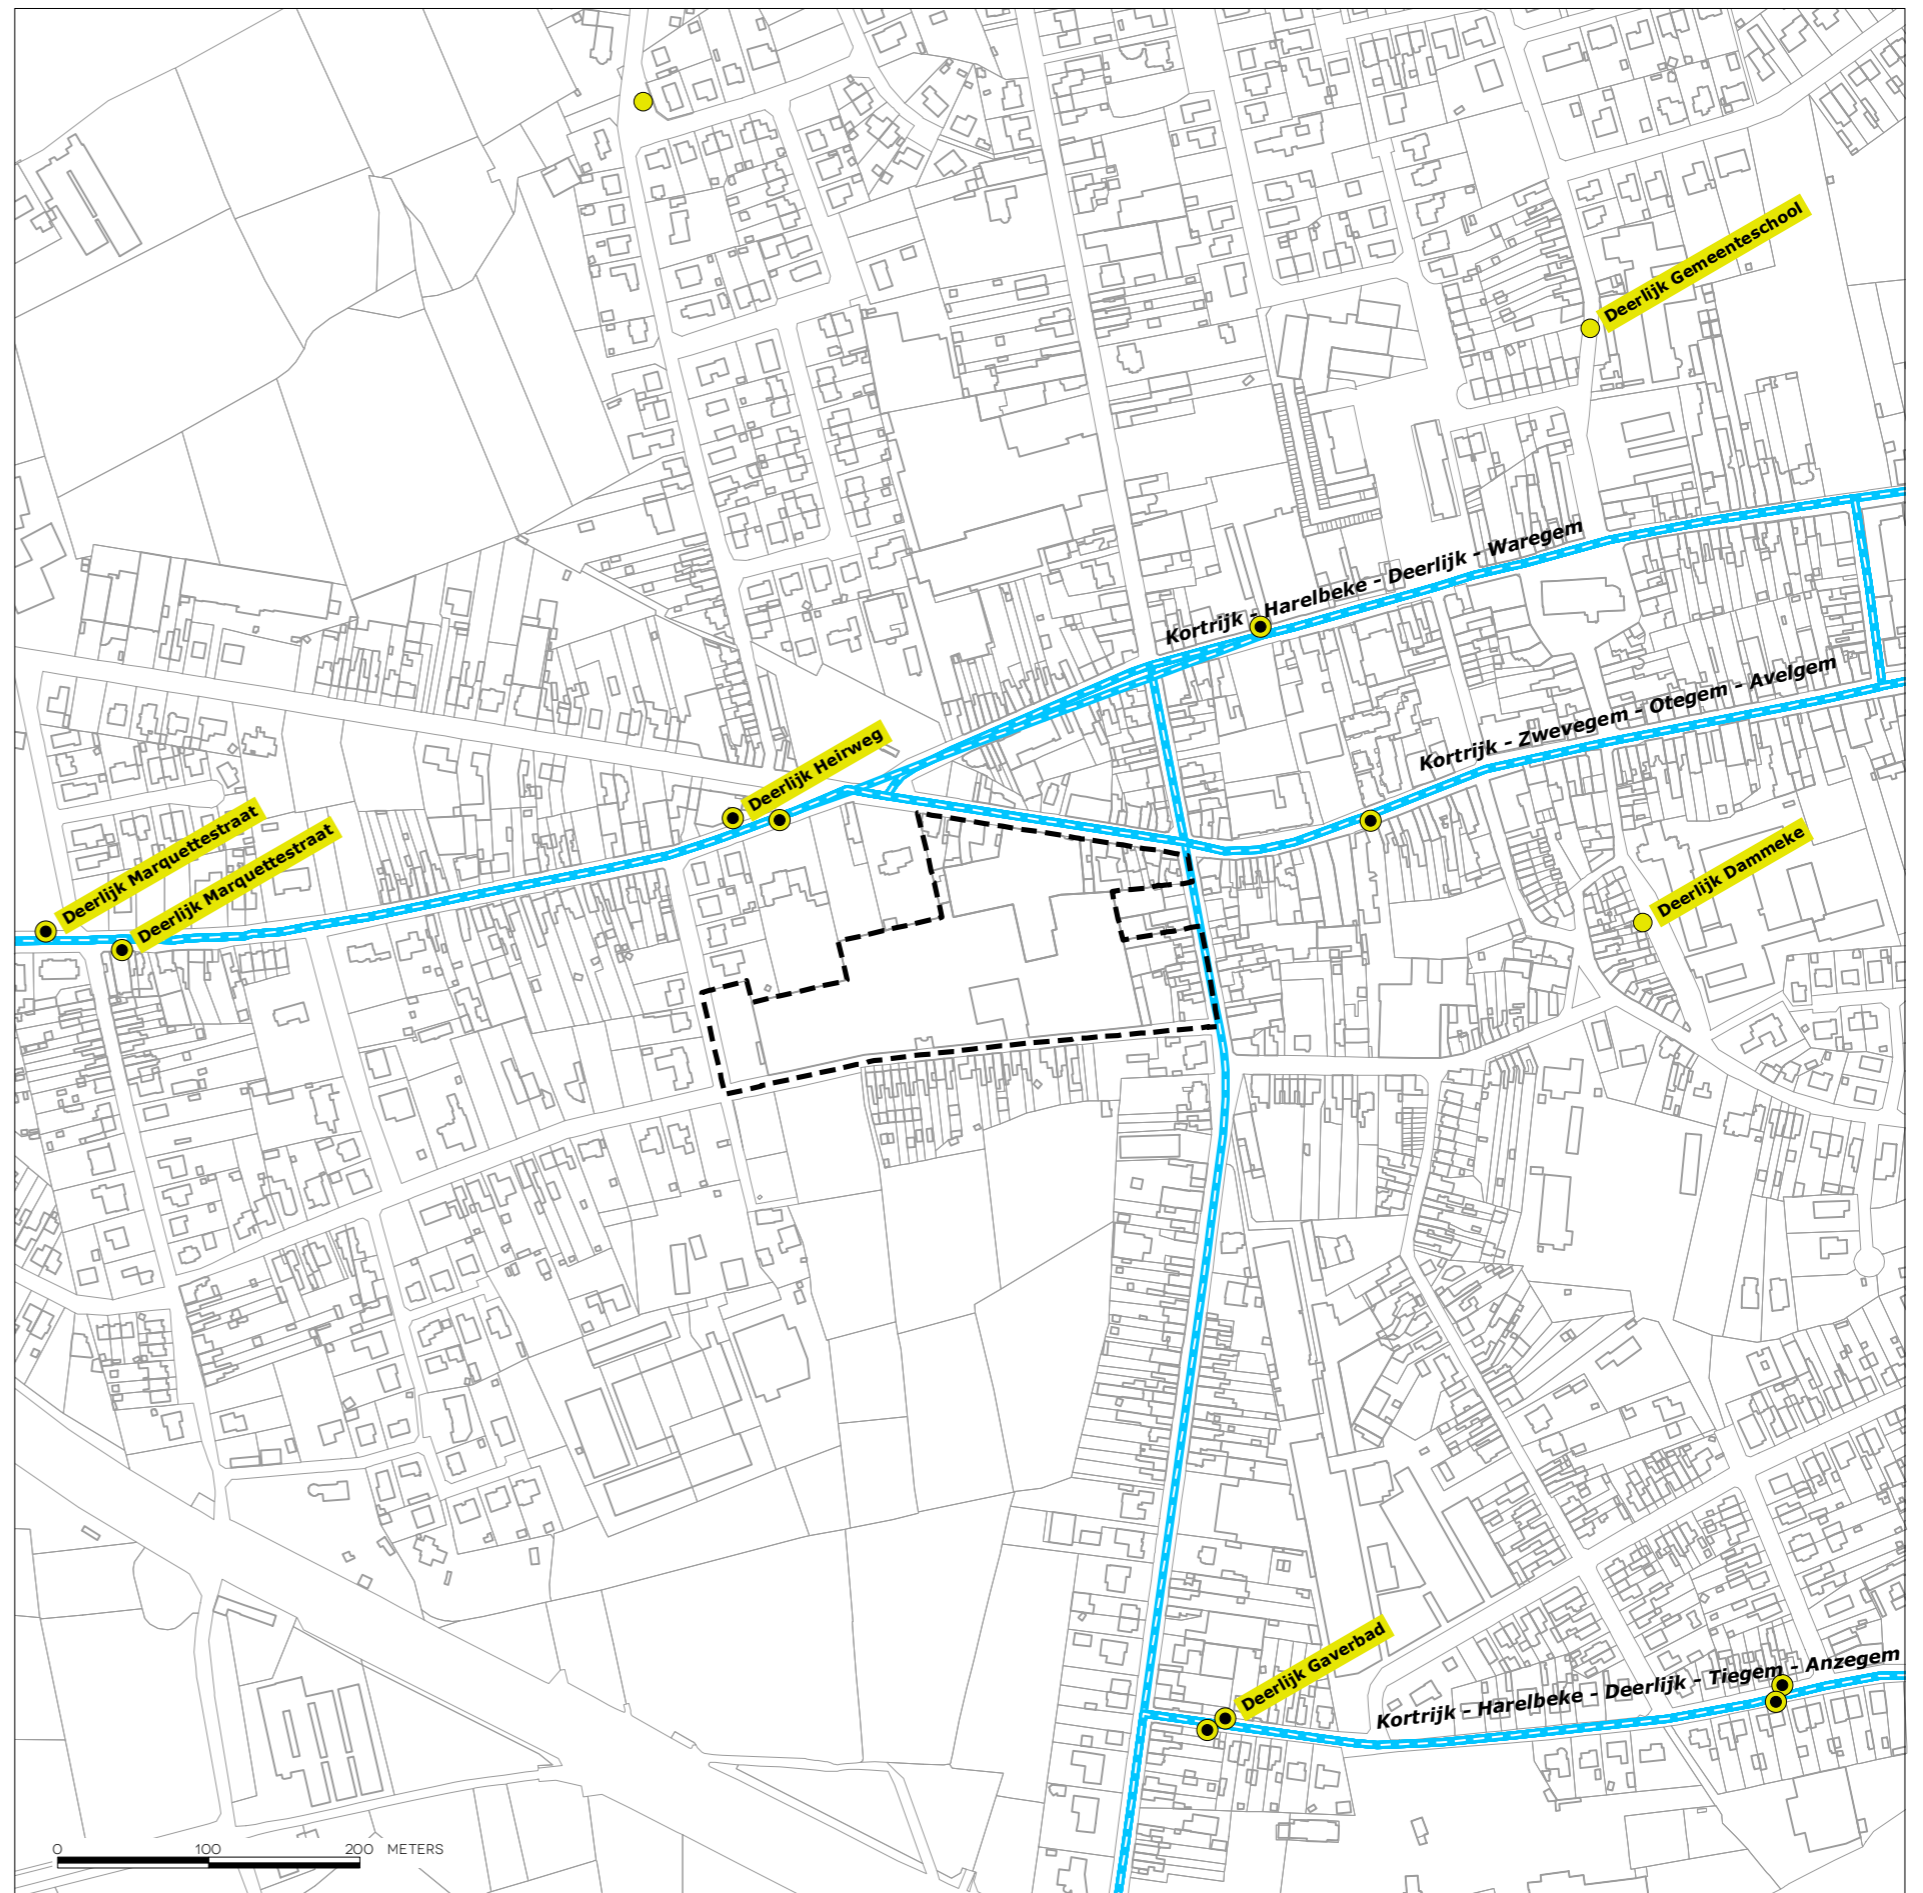 Deerlijk Gemeenteschool
Kortrijk - Harelbeke - Deerlijk - Waregem
Kortrijk - Zwevegem - Otegem - Avelgem
Deerlijk Heirweg
Deerlijk Marquettestraat
Deerlijk Marquettestraat
Deerlijk Dammeke
Deerlijk Gaverbad
Kortrijk - Harelbeke - Deerlijk - Tiegem - Anzegem
0 100 200 METERS